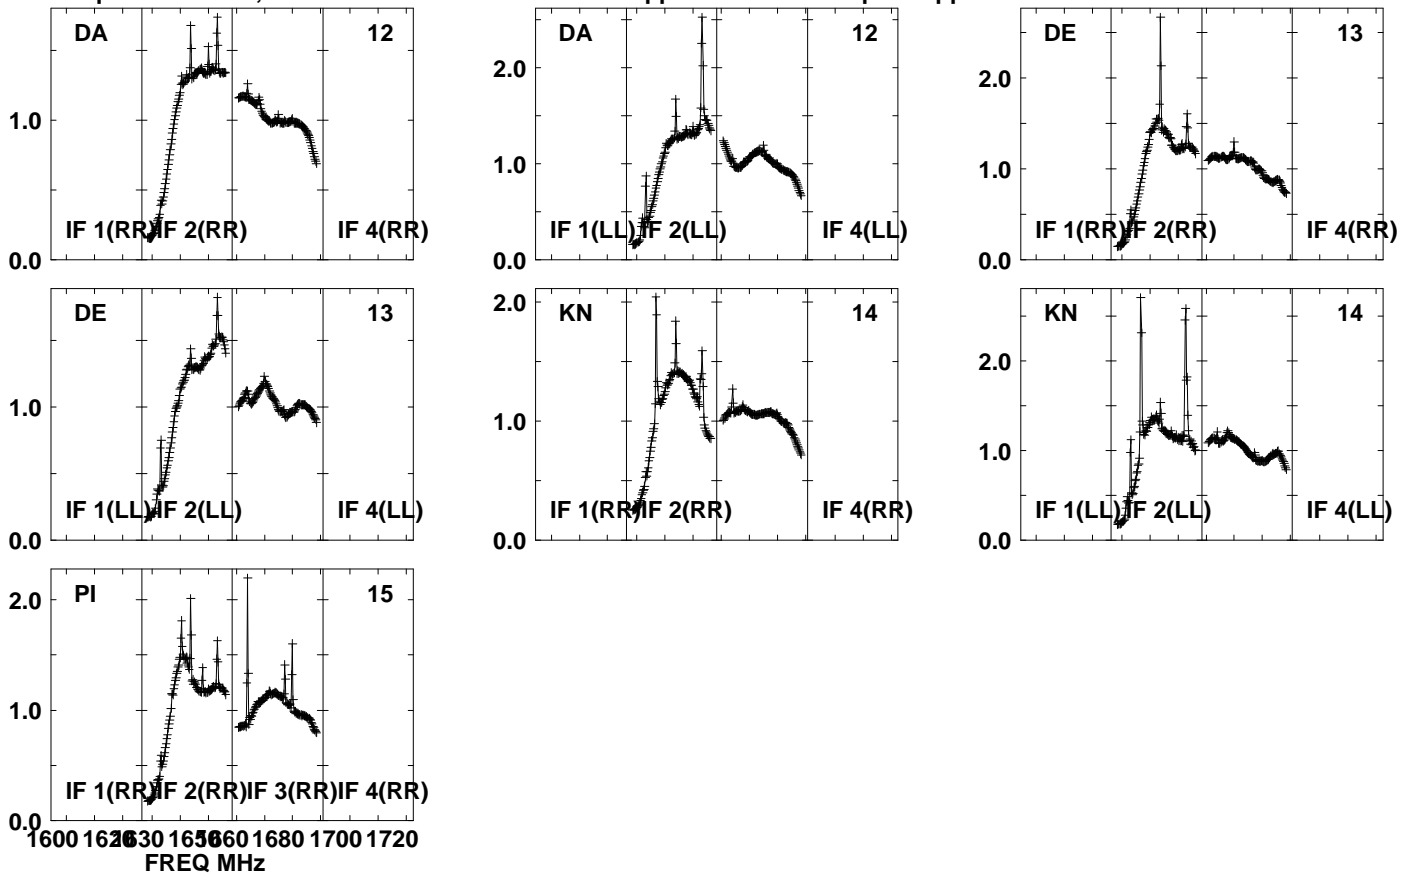 DA 12
1.0
0.0
IF 1(RR) IF 2(RR) IF 4(RR)
DA 12
2.0
1.0
0.0
IF 1(LL) IF 2(LL) IF 4(LL)
DE 13
2.0
1.0
0.0
IF 1(RR) IF 2(RR) IF 4(RR)
DE 13
1.0
0.0
IF 1(LL) IF 2(LL) IF 4(LL)
KN 14
2.0
1.0
0.0
IF 1(RR) IF 2(RR) IF 4(RR)
KN 14
2.0
1.0
0.0
IF 1(LL) IF 2(LL) IF 4(LL)
PI 15
2.0
1.0
0.0
IF 1(RR) IF 2(RR) IF 3(RR) IF 4(RR)
1600 1620 1630 1650 1660 1680 1700 1720
FREQ MHz